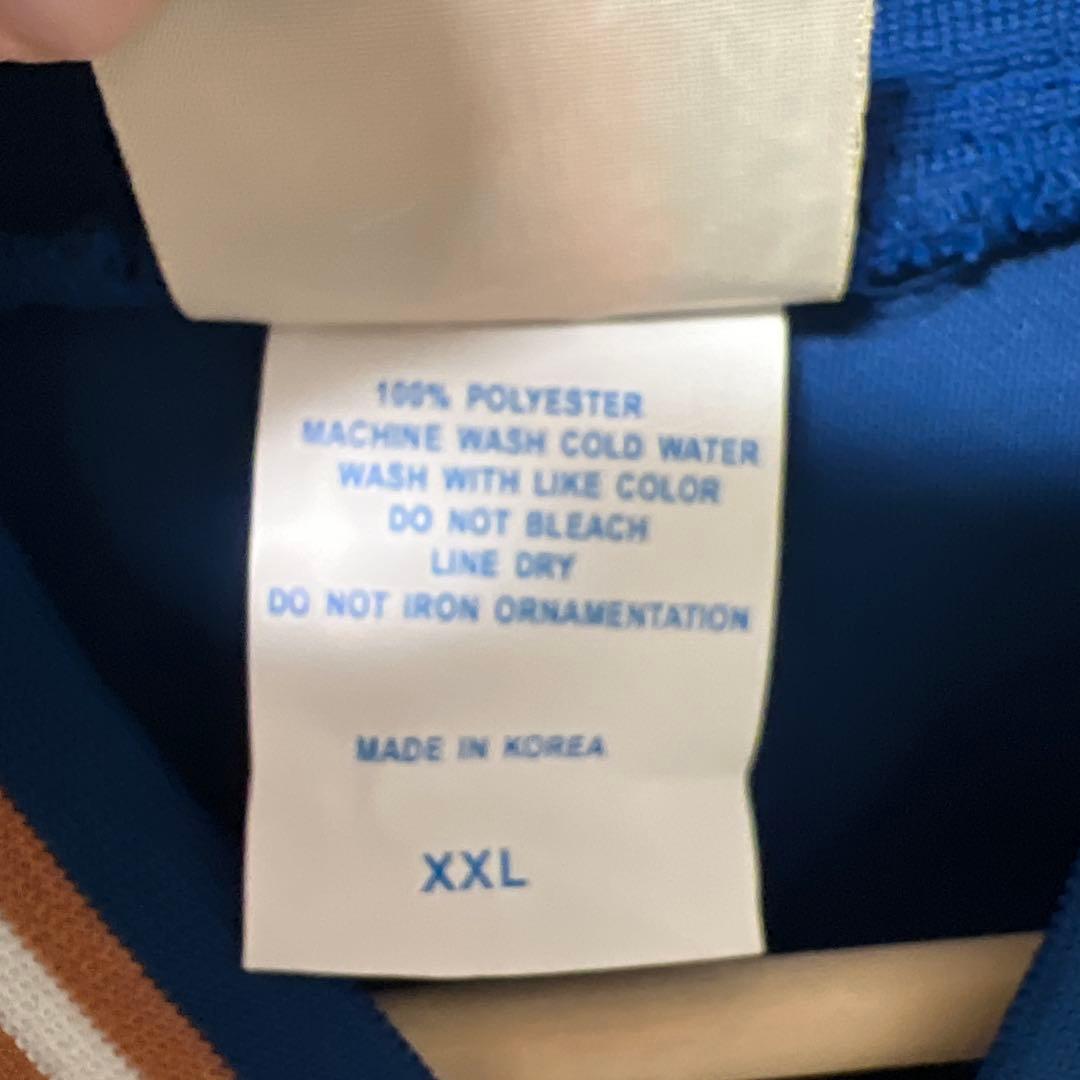 100% POLYESTER
MACHINE WASH COLD WATER
WASH WITH LIKE COLOR
DO NOT BLEACH
LINE DRY
DO NOT IRON ORNAMENTATION
MADE IN KOREA
XXL